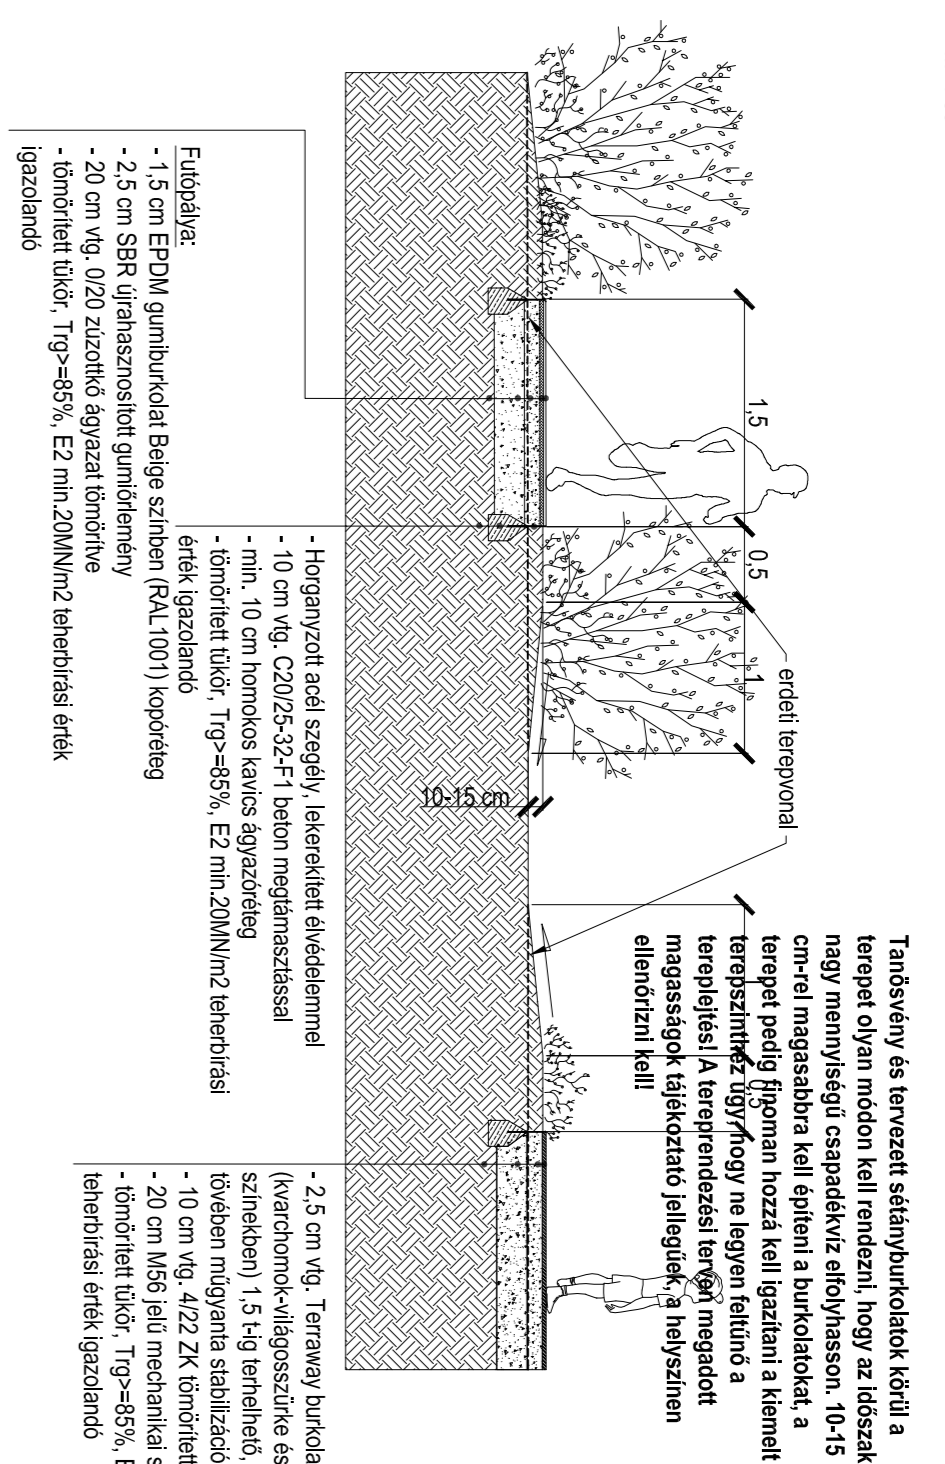 Tanösvény és tervezett sétányburkolatok körül a
terepet olyan módon kell rendezni, hogy az időszak
nagy mennyiségű csapadékvíz elfolyhasson. 10-15
cm-rel magasabbra kell építeni a burkolatokat, a
terepet pedig finoman hozzá kell igazítani a kiemelt
terepszinthez úgy, hogy ne legyen feltűnő a
tereplejtés! A tereprendezési terven megadott
magasságok tájékoztató jellegűek, a helyszínen
ellenőrizni kell!
1,5
0,5
1
1
0,5
erdeti terepvonal
10-15 cm
Futópálya:
- 1,5 cm EPDM gumiburkolat Beige színben (RAL1001) kopóréteg
- 2,5 cm SBR újrahasznosított gumiőrlemény
- 20 cm vtg. 0/20 zúzottkő ágyazat tömörítve
- tömörített tükör, Trg>=85%, E2 min.20MN/m2 teherbírási érték
igazolandó
- Horganyzott acél szegély, lekerekített élvédelemmel
- 10 cm vtg. C20/25-32-F1 beton megtámasztással
- min. 10 cm homokos kavics ágyazóréteg
- tömörített tükör, Trg>=85%, E2 min.20MN/m2 teherbírási
érték igazolandó
- 2,5 cm vtg. Terraway burkola
(kvarchomok-világosszürke és
színekben) 1,5 t-ig terhelhető,
tövében műgyanta stabilizáció
- 10 cm vtg. 4/22 ZK tömörített
- 20 cm M56 jelű mechanikai s
- tömörített tükör, Trg>=85%, E
teherbírási érték igazolandó